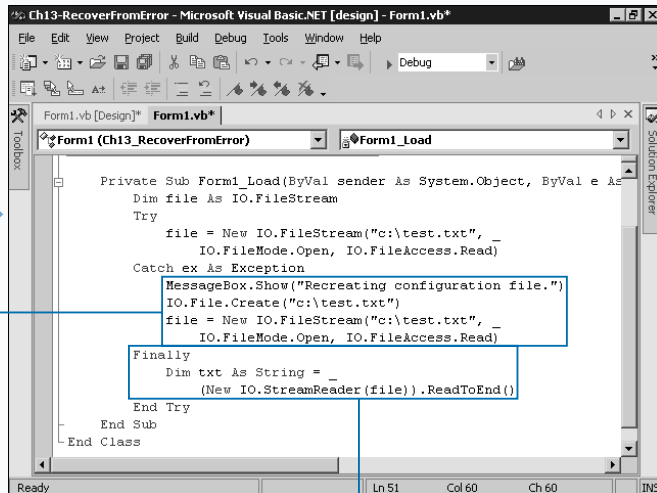 Ch13-RecoverFromError - Microsoft Visual Basic.NET [design] - Form1.vb*
File Edit View Project Build Debug Tools Window Help
Debug
Form1.vb [Design]* Form1.vb*
Toolbox
Form1 (Ch13_RecoverFromError) Form1_Load
Solution Explorer
Private Sub Form1_Load(ByVal sender As System.Object, ByVal e As
Dim file As IO.FileStream
Try
file = New IO.FileStream("c:\test.txt", _
IO.FileMode.Open, IO.FileAccess.Read)
Catch ex As Exception
MessageBox.Show("Recreating configuration file.")
IO.File.Create("c:\test.txt")
file = New IO.FileStream("c:\test.txt", _
IO.FileMode.Open, IO.FileAccess.Read)
Finally
Dim txt As String = _
(New IO.StreamReader(file)).ReadToEnd()
End Try
End Sub
End Class
Ready Ln 51 Col 60 Ch 60 INS